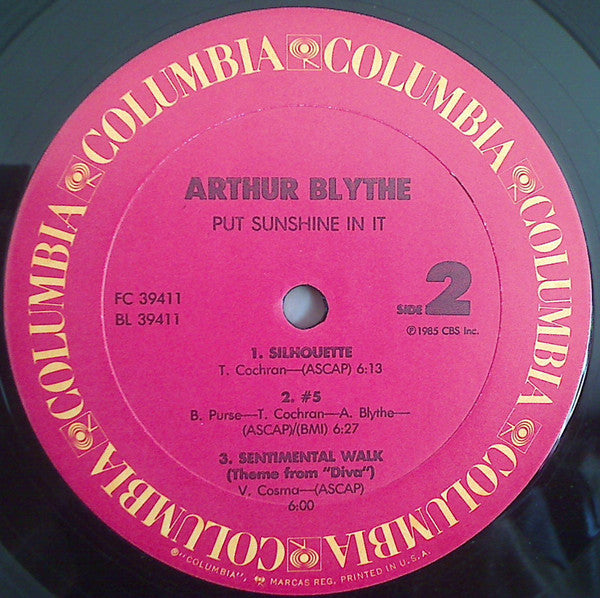 COLUMBIA COLUMBIA COLUMBIA COLUMBIA COLUMBIA COLUMBIA
ARTHUR BLYTHE
PUT SUNSHINE IN IT
FC 39411
BL 39411
SIDE 2
℗1985 CBS Inc.
1. SILHOUETTE
T. Cochran—(ASCAP) 6:13
2. #5
B. Purse—T. Cochran—A. Blythe—
(ASCAP)/(BMI) 6:27
3. SENTIMENTAL WALK
(Theme from "Diva")
V. Cosma—(ASCAP)
6:00
® "COLUMBIA", MARCAS REG. PRINTED IN U.S.A.